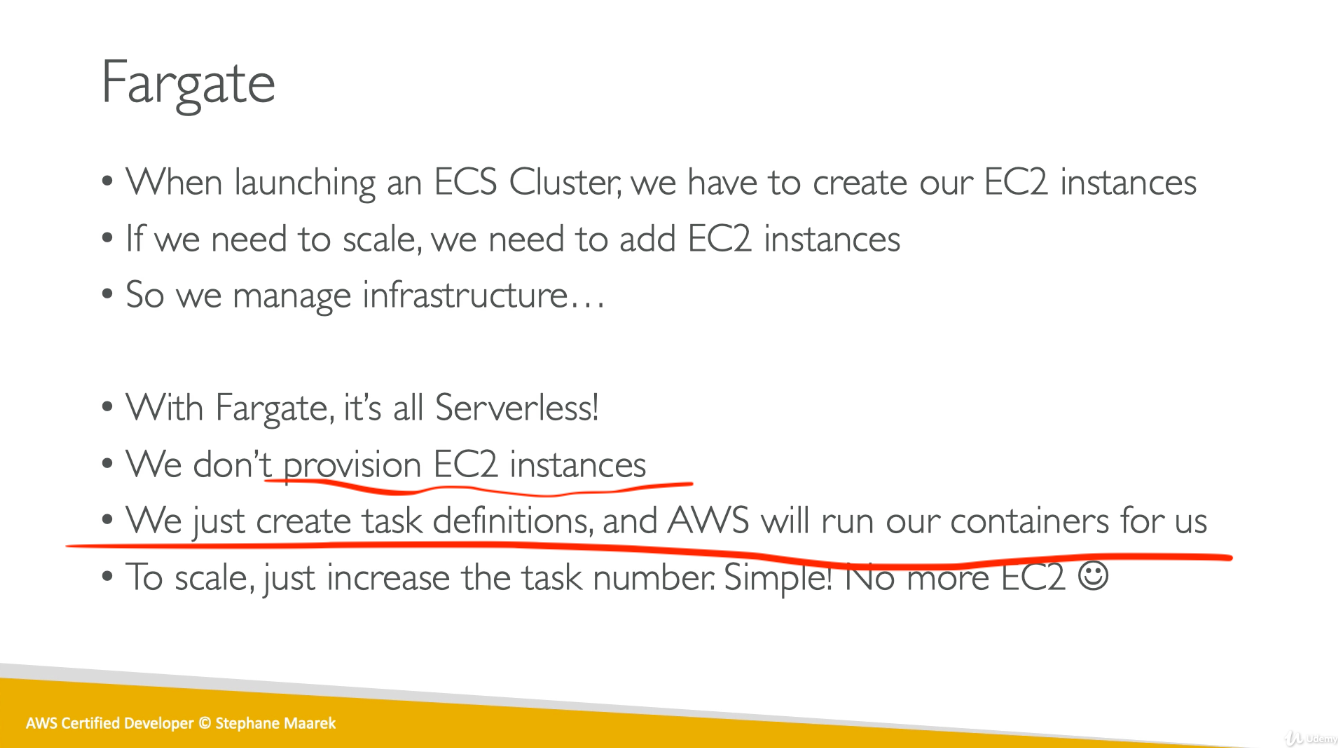 Fargate
• When launching an ECS Cluster, we have to create our EC2 instances
• If we need to scale, we need to add EC2 instances
• So we manage infrastructure…
• With Fargate, it's all Serverless!
• We don't provision EC2 instances
• We just create task definitions, and AWS will run our containers for us
• To scale, just increase the task number. Simple! No more EC2 ☺
AWS Certified Developer © Stephane Maarek
Udemy